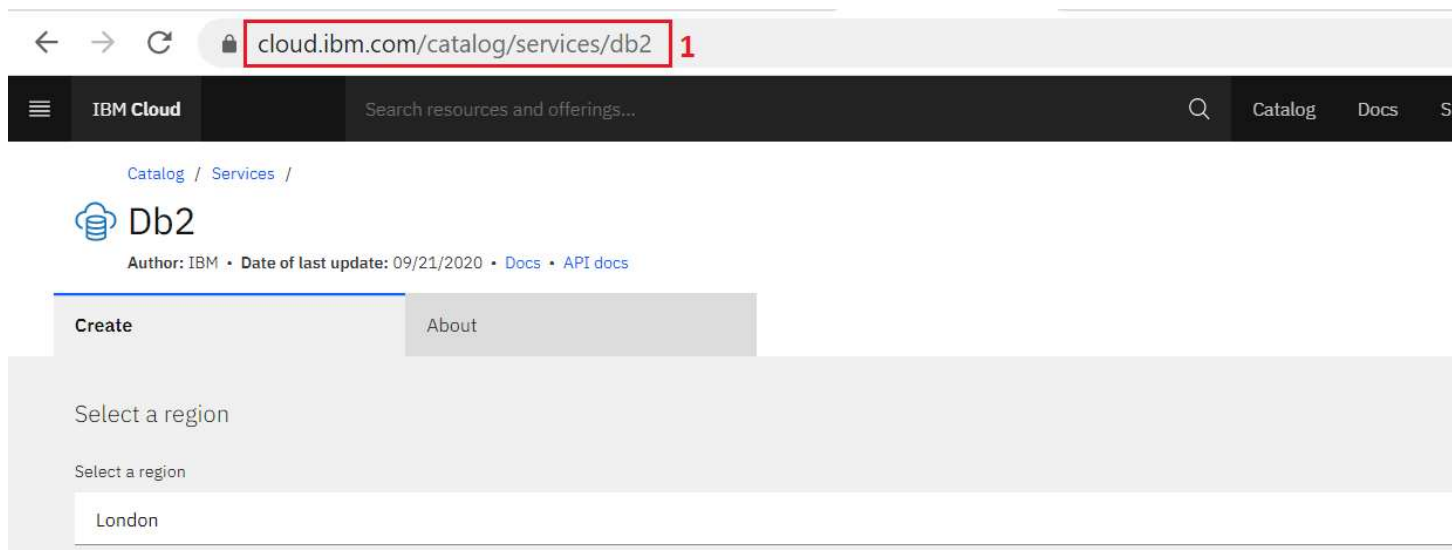 cloud.ibm.com/catalog/services/db2 1
IBM Cloud Search resources and offerings... Catalog Docs S
Catalog / Services /
Db2
Author: IBM • Date of last update: 09/21/2020 • Docs • API docs
Create About
Select a region
Select a region
London